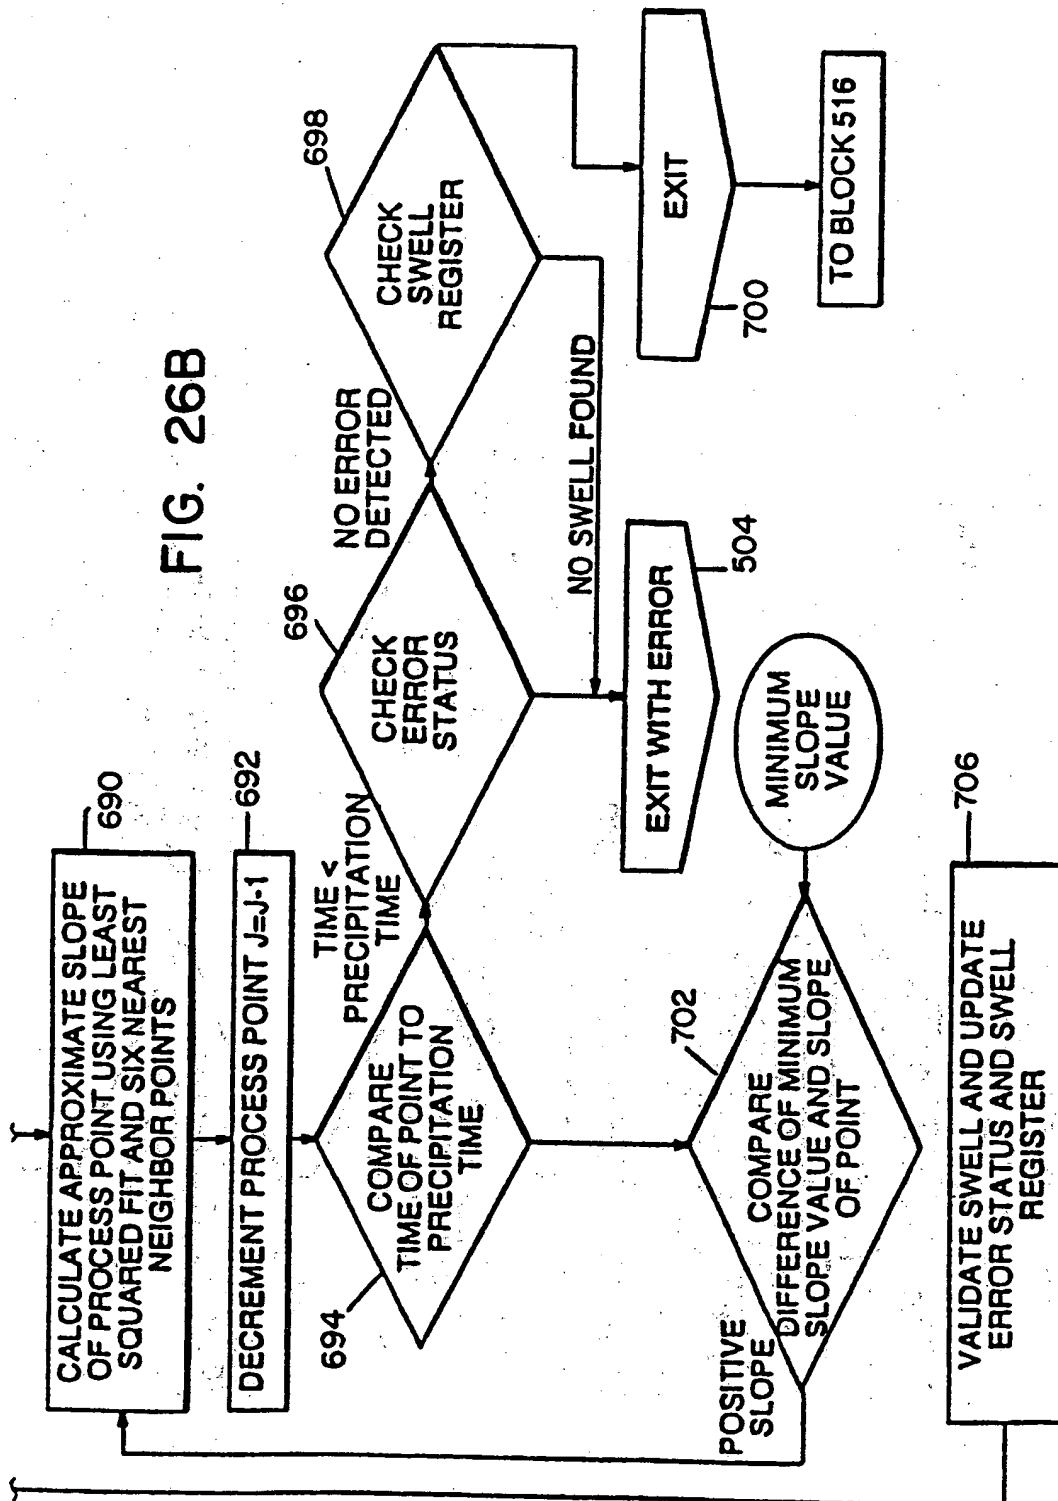 FIG. 26B
690
CALCULATE APPROXIMATE SLOPE
OF PROCESS POINT USING LEAST
SQUARED FIT AND SIX NEAREST
NEIGHBOR POINTS
692
DECREMENT PROCESS POINT J=J-1
694
COMPARE
TIME OF POINT TO
PRECIPITATION
TIME
TIME <
PRECIPITATION
TIME
696
CHECK
ERROR
STATUS
NO ERROR
DETECTED
698
CHECK
SWELL
REGISTER
NO SWELL FOUND
EXIT WITH ERROR
504
EXIT
700
TO BLOCK 516
702
COMPARE
DIFFERENCE OF MINIMUM
SLOPE VALUE AND SLOPE
OF POINT
MINIMUM
SLOPE
VALUE
POSITIVE
SLOPE
706
VALIDATE SWELL AND UPDATE
ERROR STATUS AND SWELL
REGISTER